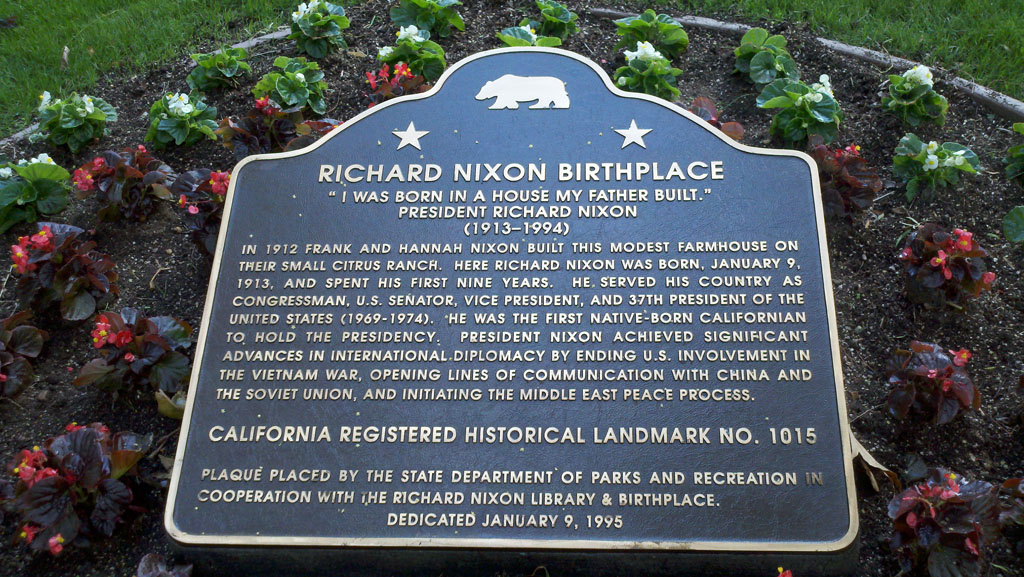 RICHARD NIXON BIRTHPLACE
"I WAS BORN IN A HOUSE MY FATHER BUILT."
PRESIDENT RICHARD NIXON
(1913–1994)
IN 1912 FRANK AND HANNAH NIXON BUILT THIS MODEST FARMHOUSE ON
THEIR SMALL CITRUS RANCH. HERE RICHARD NIXON WAS BORN, JANUARY 9,
1913, AND SPENT HIS FIRST NINE YEARS. HE SERVED HIS COUNTRY AS
CONGRESSMAN, U.S. SENATOR, VICE PRESIDENT, AND 37TH PRESIDENT OF THE
UNITED STATES (1969-1974). HE WAS THE FIRST NATIVE-BORN CALIFORNIAN
TO HOLD THE PRESIDENCY. PRESIDENT NIXON ACHIEVED SIGNIFICANT
ADVANCES IN INTERNATIONAL DIPLOMACY BY ENDING U.S. INVOLVEMENT IN
THE VIETNAM WAR, OPENING LINES OF COMMUNICATION WITH CHINA AND
THE SOVIET UNION, AND INITIATING THE MIDDLE EAST PEACE PROCESS.
CALIFORNIA REGISTERED HISTORICAL LANDMARK NO. 1015
PLAQUE PLACED BY THE STATE DEPARTMENT OF PARKS AND RECREATION IN
COOPERATION WITH THE RICHARD NIXON LIBRARY & BIRTHPLACE.
DEDICATED JANUARY 9, 1995